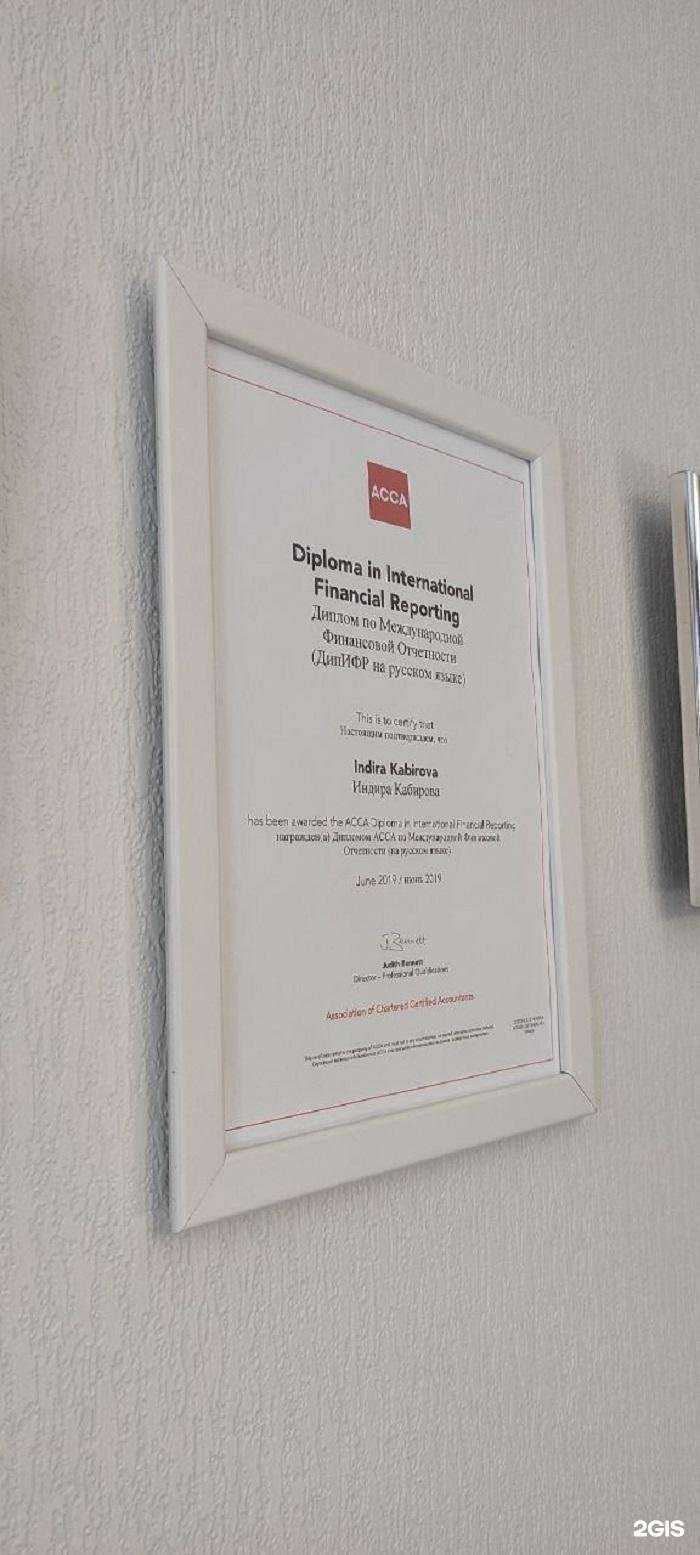 ACCA
Diploma in International
Financial Reporting
Диплом по Международной
Финансовой Отчетности
(ДипИФР на русском языке)
This is to certify that
Настоящим подтверждаем, что
Indira Kabirova
Индира Кабирова
has been awarded the ACCA Diploma in International Financial Reporting
награжден(а) Дипломом ACCA по Международной Финансовой
Отчетности (на русском языке)
June 2019 / июнь 2019
JBennett
Judith Bennett
Director - Professional Qualifications
Association of Chartered Certified Accountants
2GIS